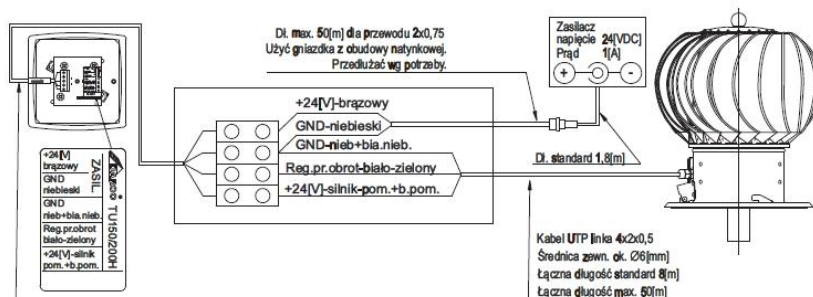 Dł. max. 50[m] dla przewodu 2x0,75
Użyć gniazdka z obudowy natynkowej.
Przedłużać wg potrzeby.
Zasilacz
napięcie 24[VDC]
Prąd 1[A]
+
-
+24[V]-brązowy
GND-niebieski
GND-nieb+bia.nieb.
Reg.pr.obrot-biało-zielony
+24[V]-silnik-pom.+b.pom.
Dł. standard 1,8[m]
+24[V]
brązowy
GND
niebieski
GND
nieb+bia.nieb.
Reg.pr.obrot
biało-zielony
+24[V]-silnik
pom.+b.pom.
ZASIL
TU150/200H
Kabel UTP linka 4x2x0,5
Średnica zewn. ok. Ø6[mm]
Łączna długość standard 8[m]
Łączna długość max. 50[m]